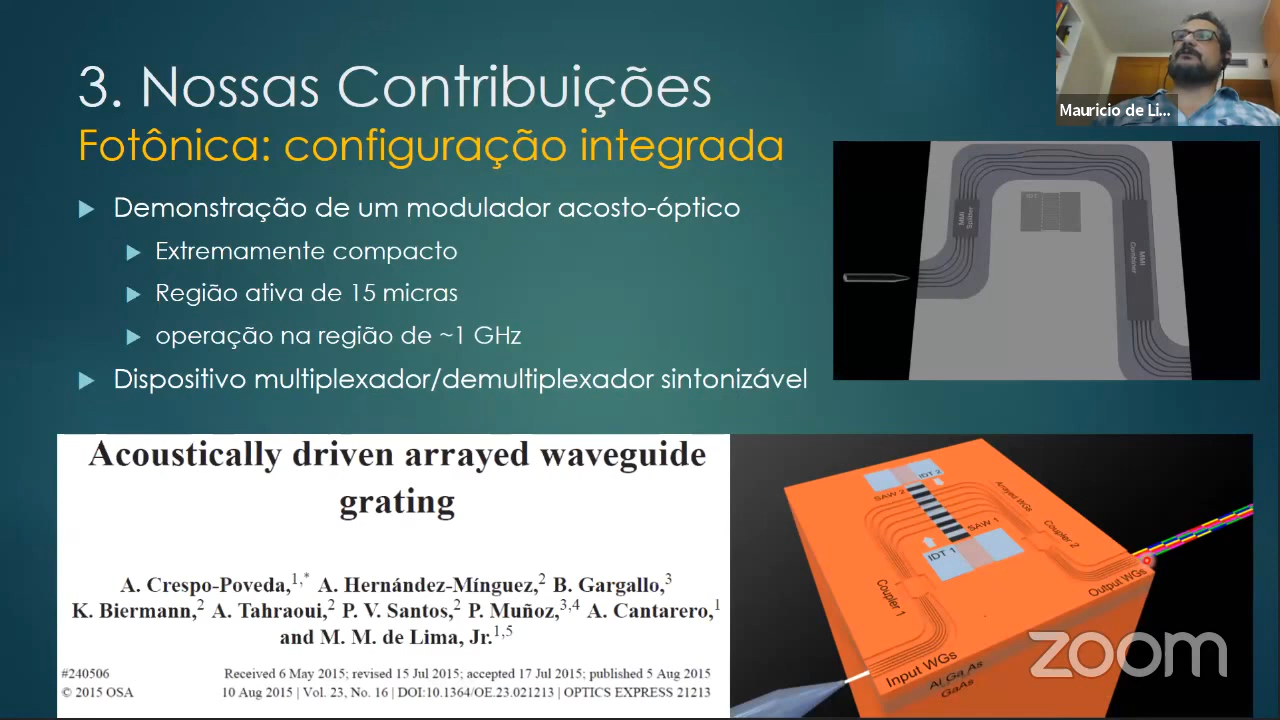 3. Nossas Contribuições
Fotônica: configuração integrada
Demonstração de um modulador acosto-óptico
Extremamente compacto
Região ativa de 15 micras
operação na região de ~1 GHz
Dispositivo multiplexador/demultiplexador sintonizável
Mauricio de Li...
MMI
Splitter
MMI
Combiner
Acoustically driven arrayed waveguide
grating
A. Crespo-Poveda,1,* A. Hernández-Mínguez,2 B. Gargallo,3
K. Biermann,2 A. Tahraoui,2 P. V. Santos,2 P. Muñoz,3,4 A. Cantarero,1
and M. M. de Lima, Jr.1,5
#240506 Received 6 May 2015; revised 15 Jul 2015; accepted 17 Jul 2015; published 5 Aug 2015
© 2015 OSA 10 Aug 2015 | Vol. 23, No. 16 | DOI:10.1364/OE.23.021213 | OPTICS EXPRESS 21213
IDT 2
SAW 2
Arrayed WGs
SAW 1
Coupler 2
IDT 1
Coupler 1
Output WGs
Input WGs
Al Ga As
GaAs
zoom